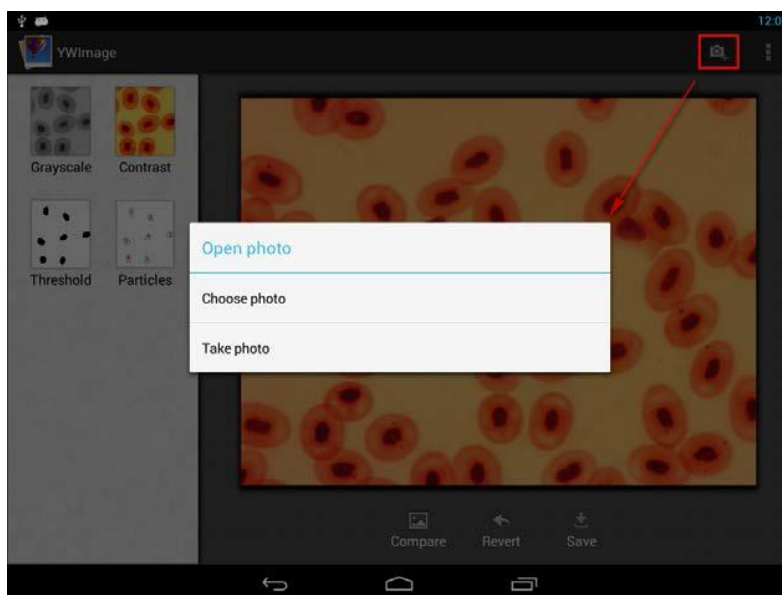 12:0
YWImage
Grayscale Contrast
Threshold Particles
Open photo
Choose photo
Take photo
Compare Revert Save